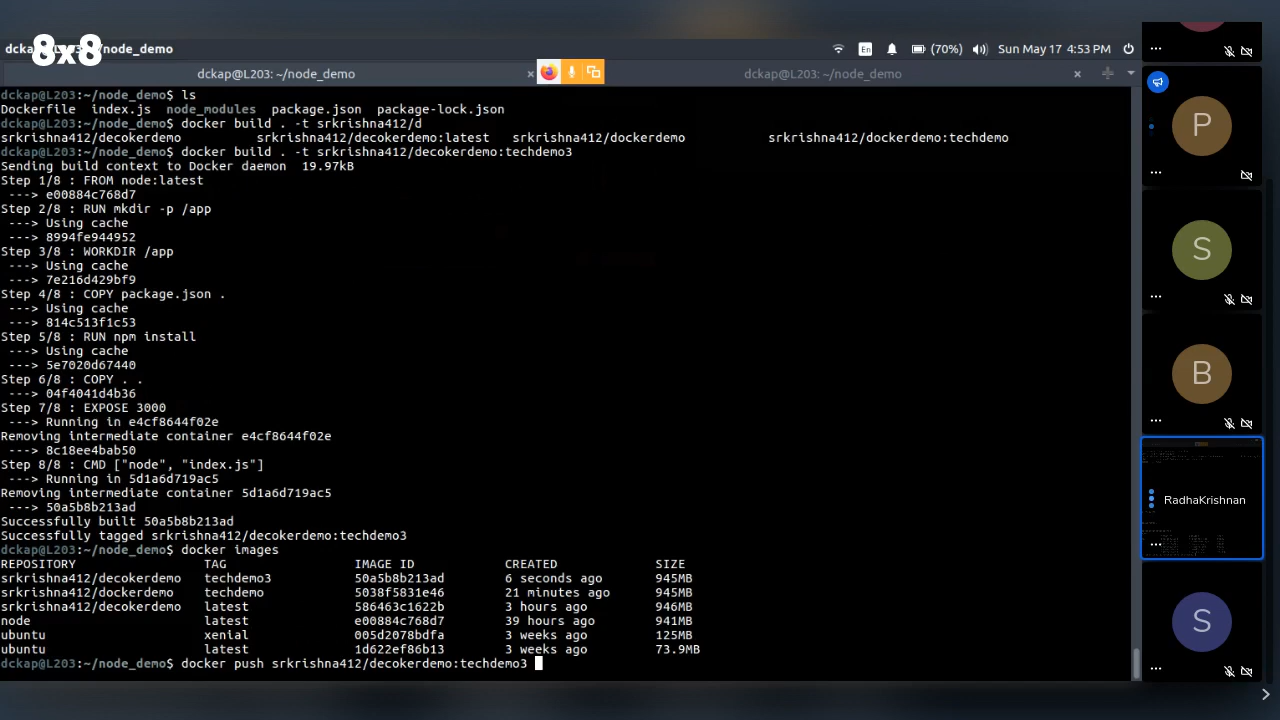 8x8
dckap@L203: ~/node_demo
En
(70%)
Sun May 17 4:53 PM
dckap@L203: ~/node_demo
×
dckap@L203: ~/node_demo
×
dckap@L203:~/node_demo$ ls
Dockerfile index.js node_modules package.json package-lock.json
dckap@L203:~/node_demo$ docker build . -t srkrishna412/d
srkrishna412/decokerdemo srkrishna412/decokerdemo:latest srkrishna412/dockerdemo srkrishna412/dockerdemo:techdemo
dckap@L203:~/node_demo$ docker build . -t srkrishna412/decokerdemo:techdemo3
Sending build context to Docker daemon 19.97kB
Step 1/8 : FROM node:latest
---> e00884c768d7
Step 2/8 : RUN mkdir -p /app
---> Using cache
---> 8994fe944952
Step 3/8 : WORKDIR /app
---> Using cache
---> 7e216d429bf9
Step 4/8 : COPY package.json .
---> Using cache
---> 814c513f1c53
Step 5/8 : RUN npm install
---> Using cache
---> 5e7020d67440
Step 6/8 : COPY . .
---> 04f4041d4b36
Step 7/8 : EXPOSE 3000
---> Running in e4cf8644f02e
Removing intermediate container e4cf8644f02e
---> 8c18ee4bab50
Step 8/8 : CMD ["node", "index.js"]
---> Running in 5d1a6d719ac5
Removing intermediate container 5d1a6d719ac5
---> 50a5b8b213ad
Successfully built 50a5b8b213ad
Successfully tagged srkrishna412/decokerdemo:techdemo3
dckap@L203:~/node_demo$ docker images
REPOSITORY TAG IMAGE ID CREATED SIZE
srkrishna412/decokerdemo techdemo3 50a5b8b213ad 6 seconds ago 945MB
srkrishna412/dockerdemo techdemo 5038f5831e46 21 minutes ago 945MB
srkrishna412/decokerdemo latest 586463c1622b 3 hours ago 946MB
node latest e00884c768d7 39 hours ago 941MB
ubuntu xenial 005d2078bdfa 3 weeks ago 125MB
ubuntu latest 1d622ef86b13 3 weeks ago 73.9MB
dckap@L203:~/node_demo$ docker push srkrishna412/decokerdemo:techdemo3
P
S
B
RadhaKrishnan
S